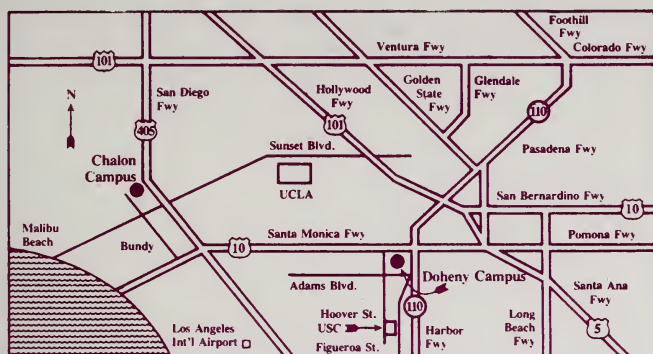 Foothill
Fwy
Ventura Fwy
Colorado Fwy
101
N
San Diego
Fwy
Hollywood
Fwy
Golden
State
Fwy
Glendale
Fwy
110
405
101
Pasadena Fwy
Sunset Blvd.
Chalon
Campus
UCLA
San Bernardino Fwy
10
Malibu
Beach
Bundy
10
Santa Monica Fwy
Pomona Fwy
Adams Blvd.
Doheny Campus
Santa Ana
Fwy
110
Hoover St.
USC
Figueroa St.
Harbor
Fwy
Long
Beach
Fwy
5
Los Angeles
Int'l Airport